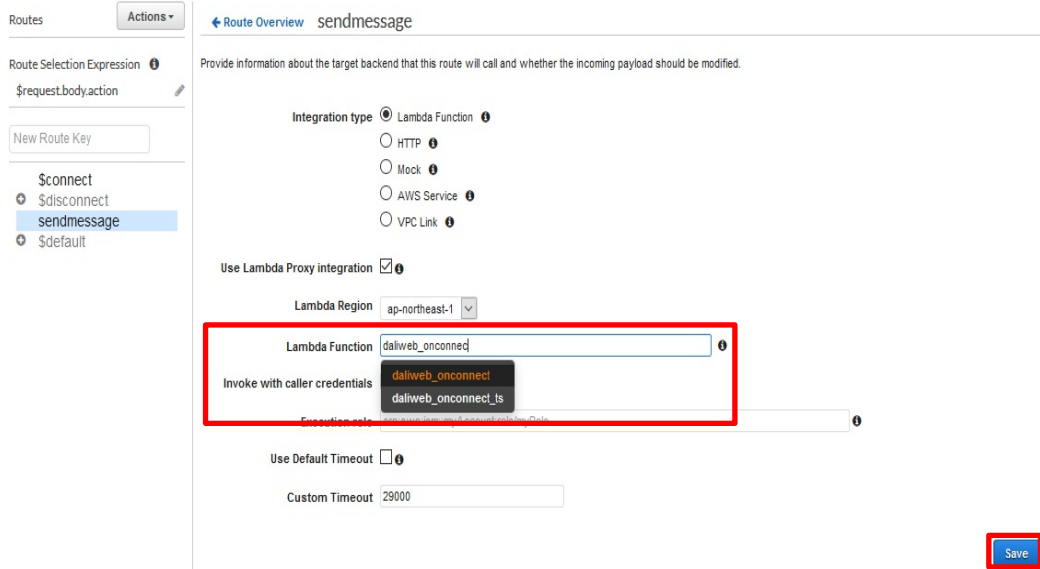 Routes
Actions
Route Overview sendmessage
Route Selection Expression
$request.body.action
Provide information about the target backend that this route will call and whether the incoming payload should be modified.
New Route Key
$connect
$disconnect
sendmessage
$default
Integration type
Lambda Function
HTTP
Mock
AWS Service
VPC Link
Use Lambda Proxy integration
Lambda Region ap-northeast-1
Lambda Function daliweb_onconnec
daliweb_onconnect
daliweb_onconnect_ts
Invoke with caller credentials
Execution role
Use Default Timeout
Custom Timeout 29000
Save